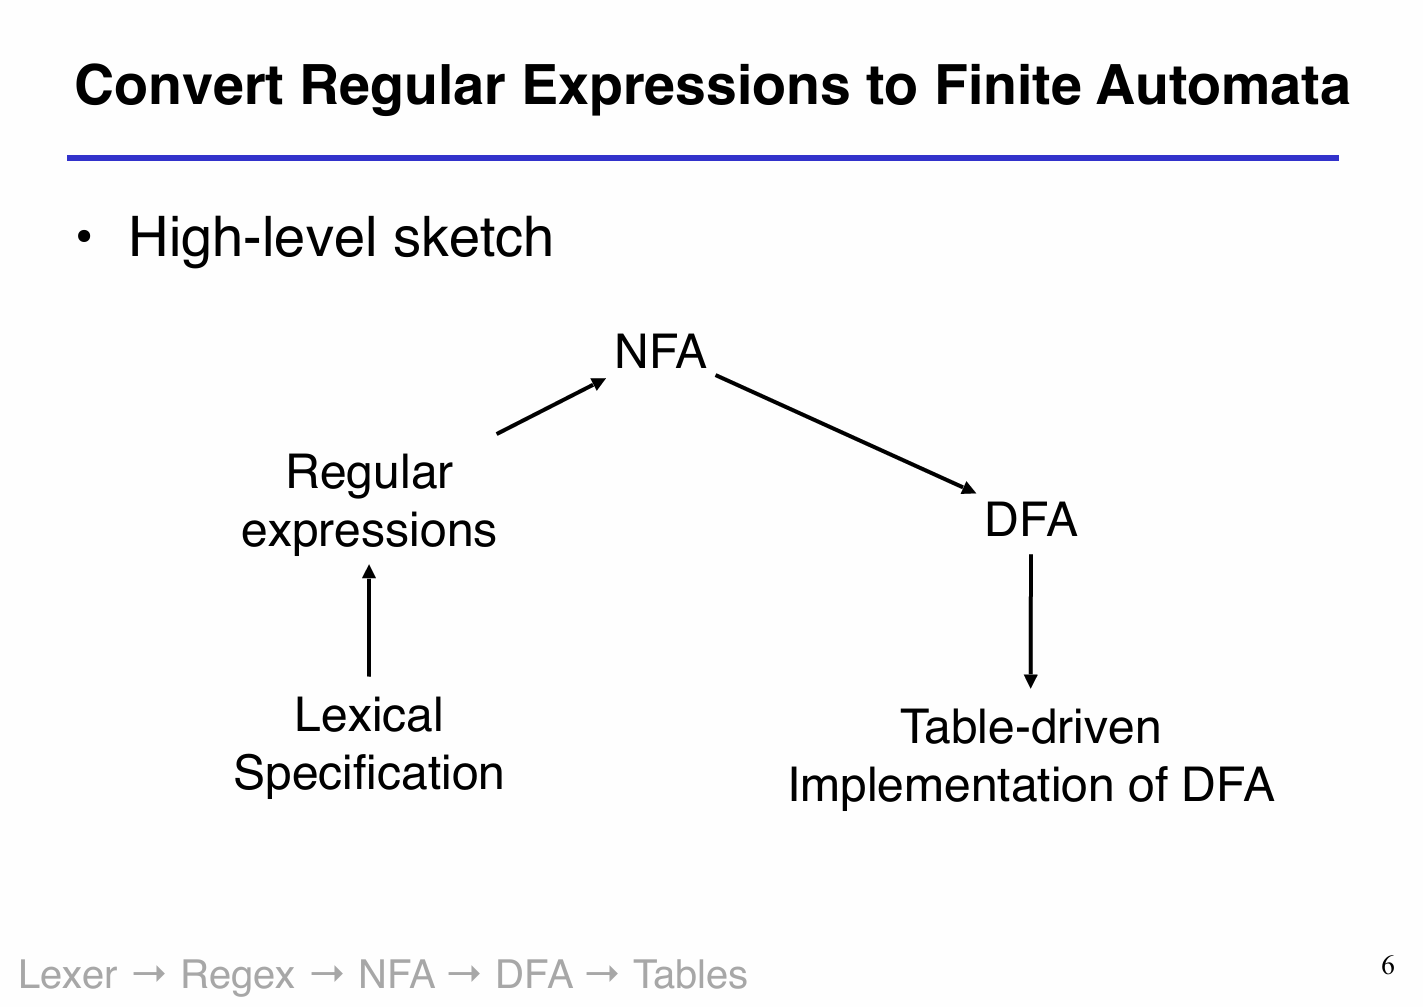 Convert Regular Expressions to Finite Automata
• High-level sketch
NFA
Regular
expressions
DFA
Lexical
Specification
Table-driven
Implementation of DFA
Lexer → Regex → NFA → DFA → Tables
6